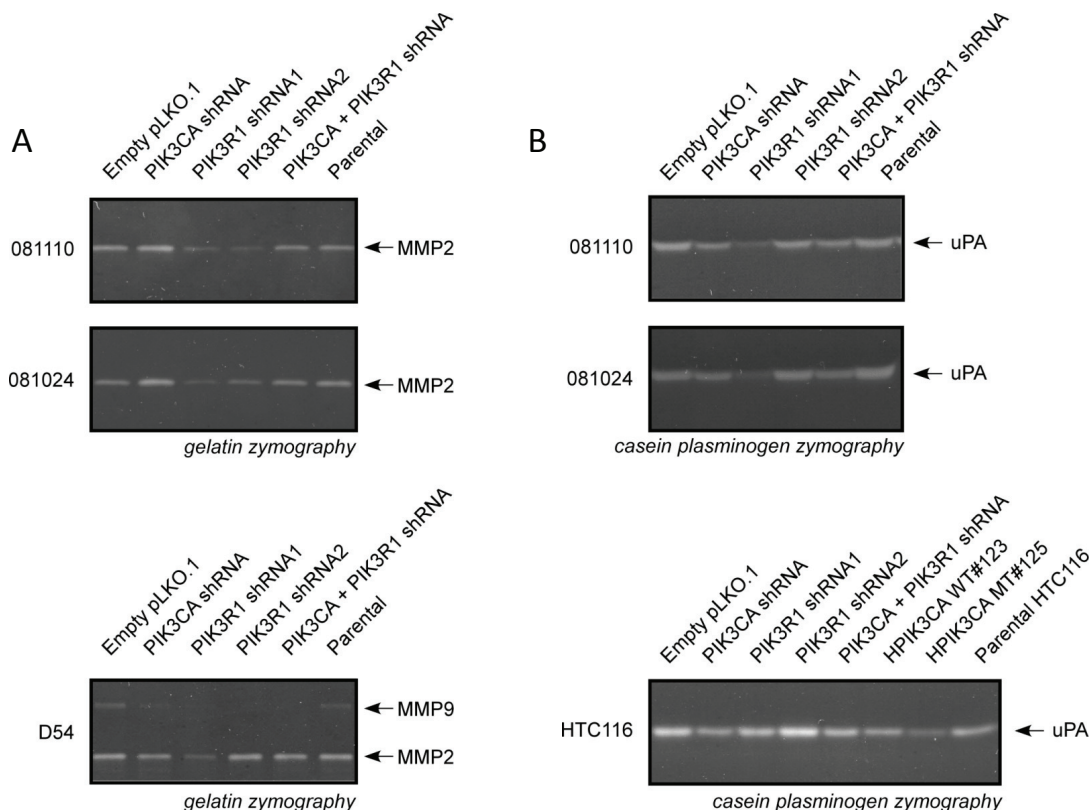 A
Empty pLKO.1
PIK3CA shRNA
PIK3R1 shRNA1
PIK3R1 shRNA2
PIK3CA + PIK3R1 shRNA
Parental
081110
MMP2
081024
MMP2
gelatin zymography
Empty pLKO.1
PIK3CA shRNA
PIK3R1 shRNA1
PIK3R1 shRNA2
PIK3CA + PIK3R1 shRNA
Parental
D54
MMP9
MMP2
gelatin zymography
B
Empty pLKO.1
PIK3CA shRNA
PIK3R1 shRNA1
PIK3R1 shRNA2
PIK3CA + PIK3R1 shRNA
Parental
081110
uPA
081024
uPA
casein plasminogen zymography
Empty pLKO.1
PIK3CA shRNA
PIK3R1 shRNA1
PIK3R1 shRNA2
PIK3CA + PIK3R1 shRNA
HPIK3CA WT#123
HPIK3CA MT#125
Parental HTC116
HTC116
uPA
casein plasminogen zymography